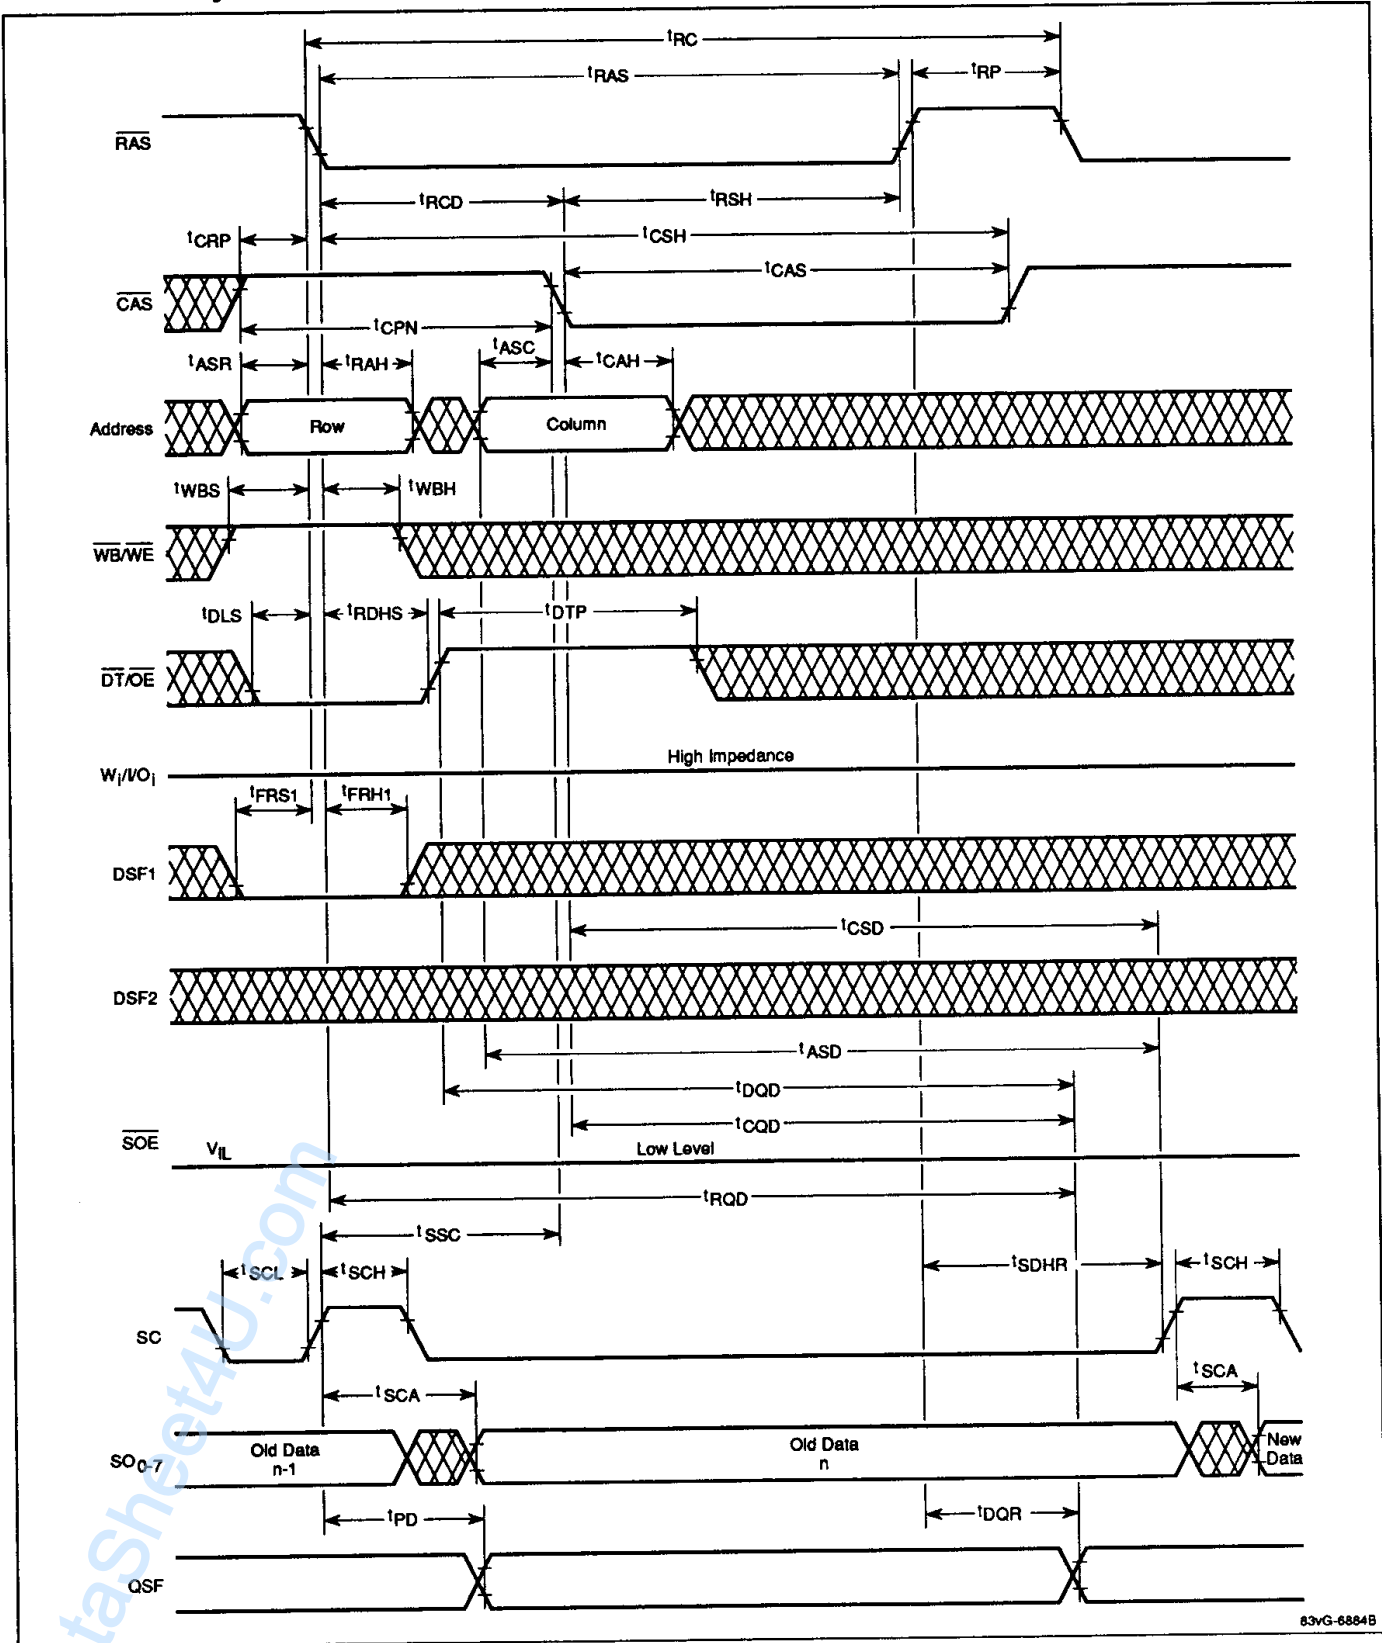 tRC
tRAS
tRP
RAS
tRCD
tRSH
tCRP
tCSH
tCAS
CAS
tCPN
tASC
tASR
tRAH
tCAH
Address
Row
Column
tWBS
tWBH
WB/WE
tDLS
tRDHS
tDTP
DT/OE
High Impedance
Wi/I/Oi
tFRS1
tFRH1
DSF1
tCSD
DSF2
tASD
tDQD
tCQD
SOE
VIL
Low Level
tRQD
tSSC
tSCL
tSCH
tSDHR
tSCH
SC
tSCA
tSCA
SO0-7
Old Data
n-1
Old Data
n
New
Data
tPD
tDQR
QSF
83vG-6884B
taSheet4U.com